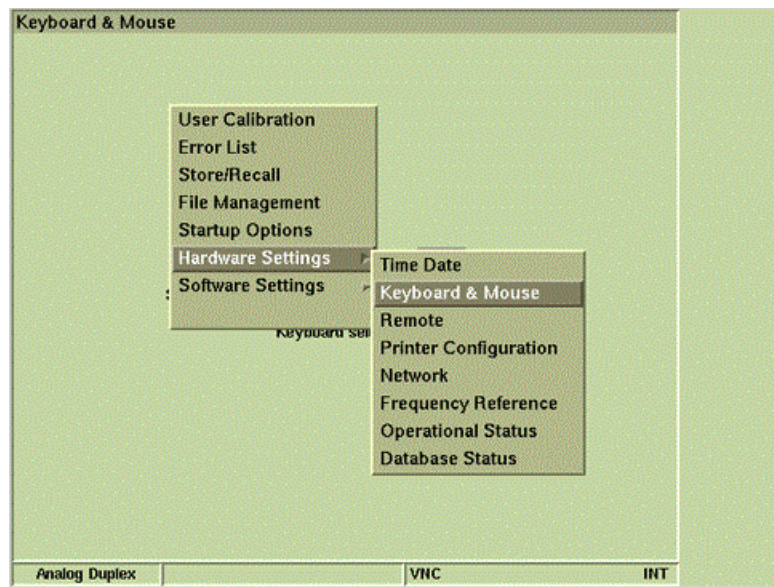 Keyboard & Mouse
User Calibration
Error List
Store/Recall
File Management
Startup Options
Hardware Settings
Software Settings
Time Date
Keyboard & Mouse
Remote
Printer Configuration
Network
Frequency Reference
Operational Status
Database Status
Keyboard
Analog Duplex VNC INT